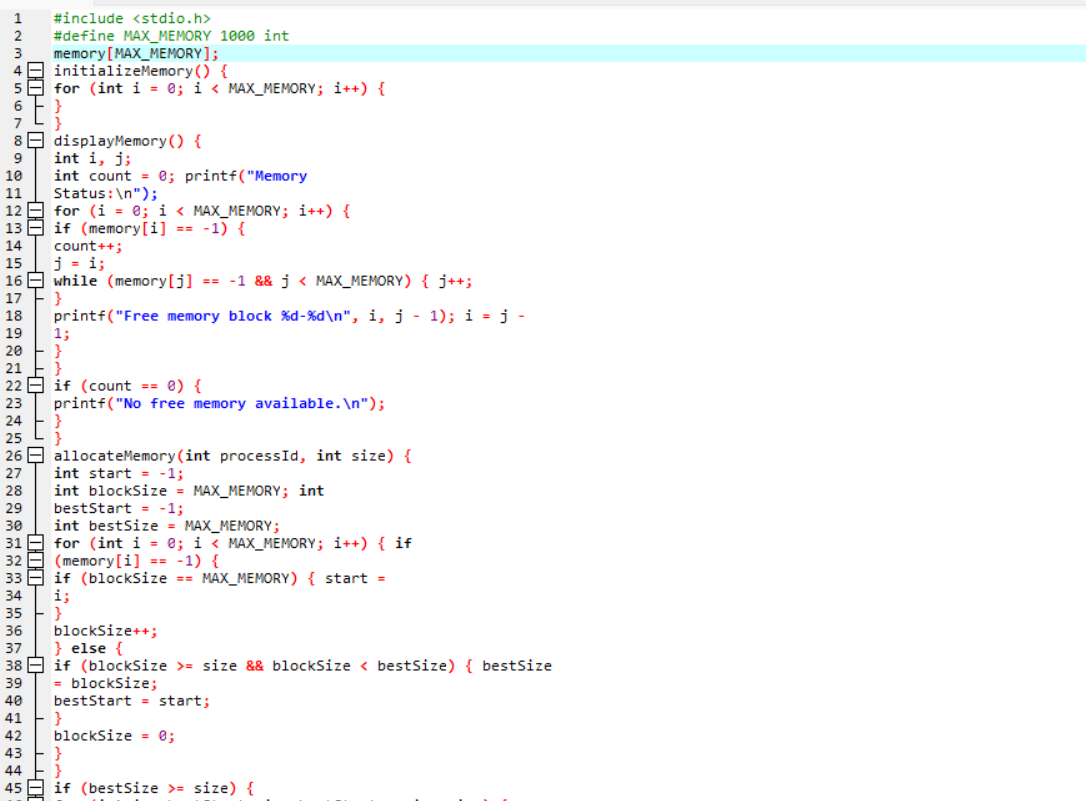 1 #include <stdio.h>
2 #define MAX_MEMORY 1000 int
3 memory[MAX_MEMORY];
4 initializeMemory() {
5 for (int i = 0; i < MAX_MEMORY; i++) {
6 }
7 }
8 displayMemory() {
9 int i, j;
10 int count = 0; printf("Memory
11 Status:\n");
12 for (i = 0; i < MAX_MEMORY; i++) {
13 if (memory[i] == -1) {
14 count++;
15 j = i;
16 while (memory[j] == -1 && j < MAX_MEMORY) { j++;
17 }
18 printf("Free memory block %d-%d\n", i, j - 1); i = j -
19 1;
20 }
21 }
22 if (count == 0) {
23 printf("No free memory available.\n");
24 }
25 }
26 allocateMemory(int processId, int size) {
27 int start = -1;
28 int blockSize = MAX_MEMORY; int
29 bestStart = -1;
30 int bestSize = MAX_MEMORY;
31 for (int i = 0; i < MAX_MEMORY; i++) { if
32 (memory[i] == -1) {
33 if (blockSize == MAX_MEMORY) { start =
34 i;
35 }
36 blockSize++;
37 } else {
38 if (blockSize >= size && blockSize < bestSize) { bestSize
39 = blockSize;
40 bestStart = start;
41 }
42 blockSize = 0;
43 }
44 }
45 if (bestSize >= size) {